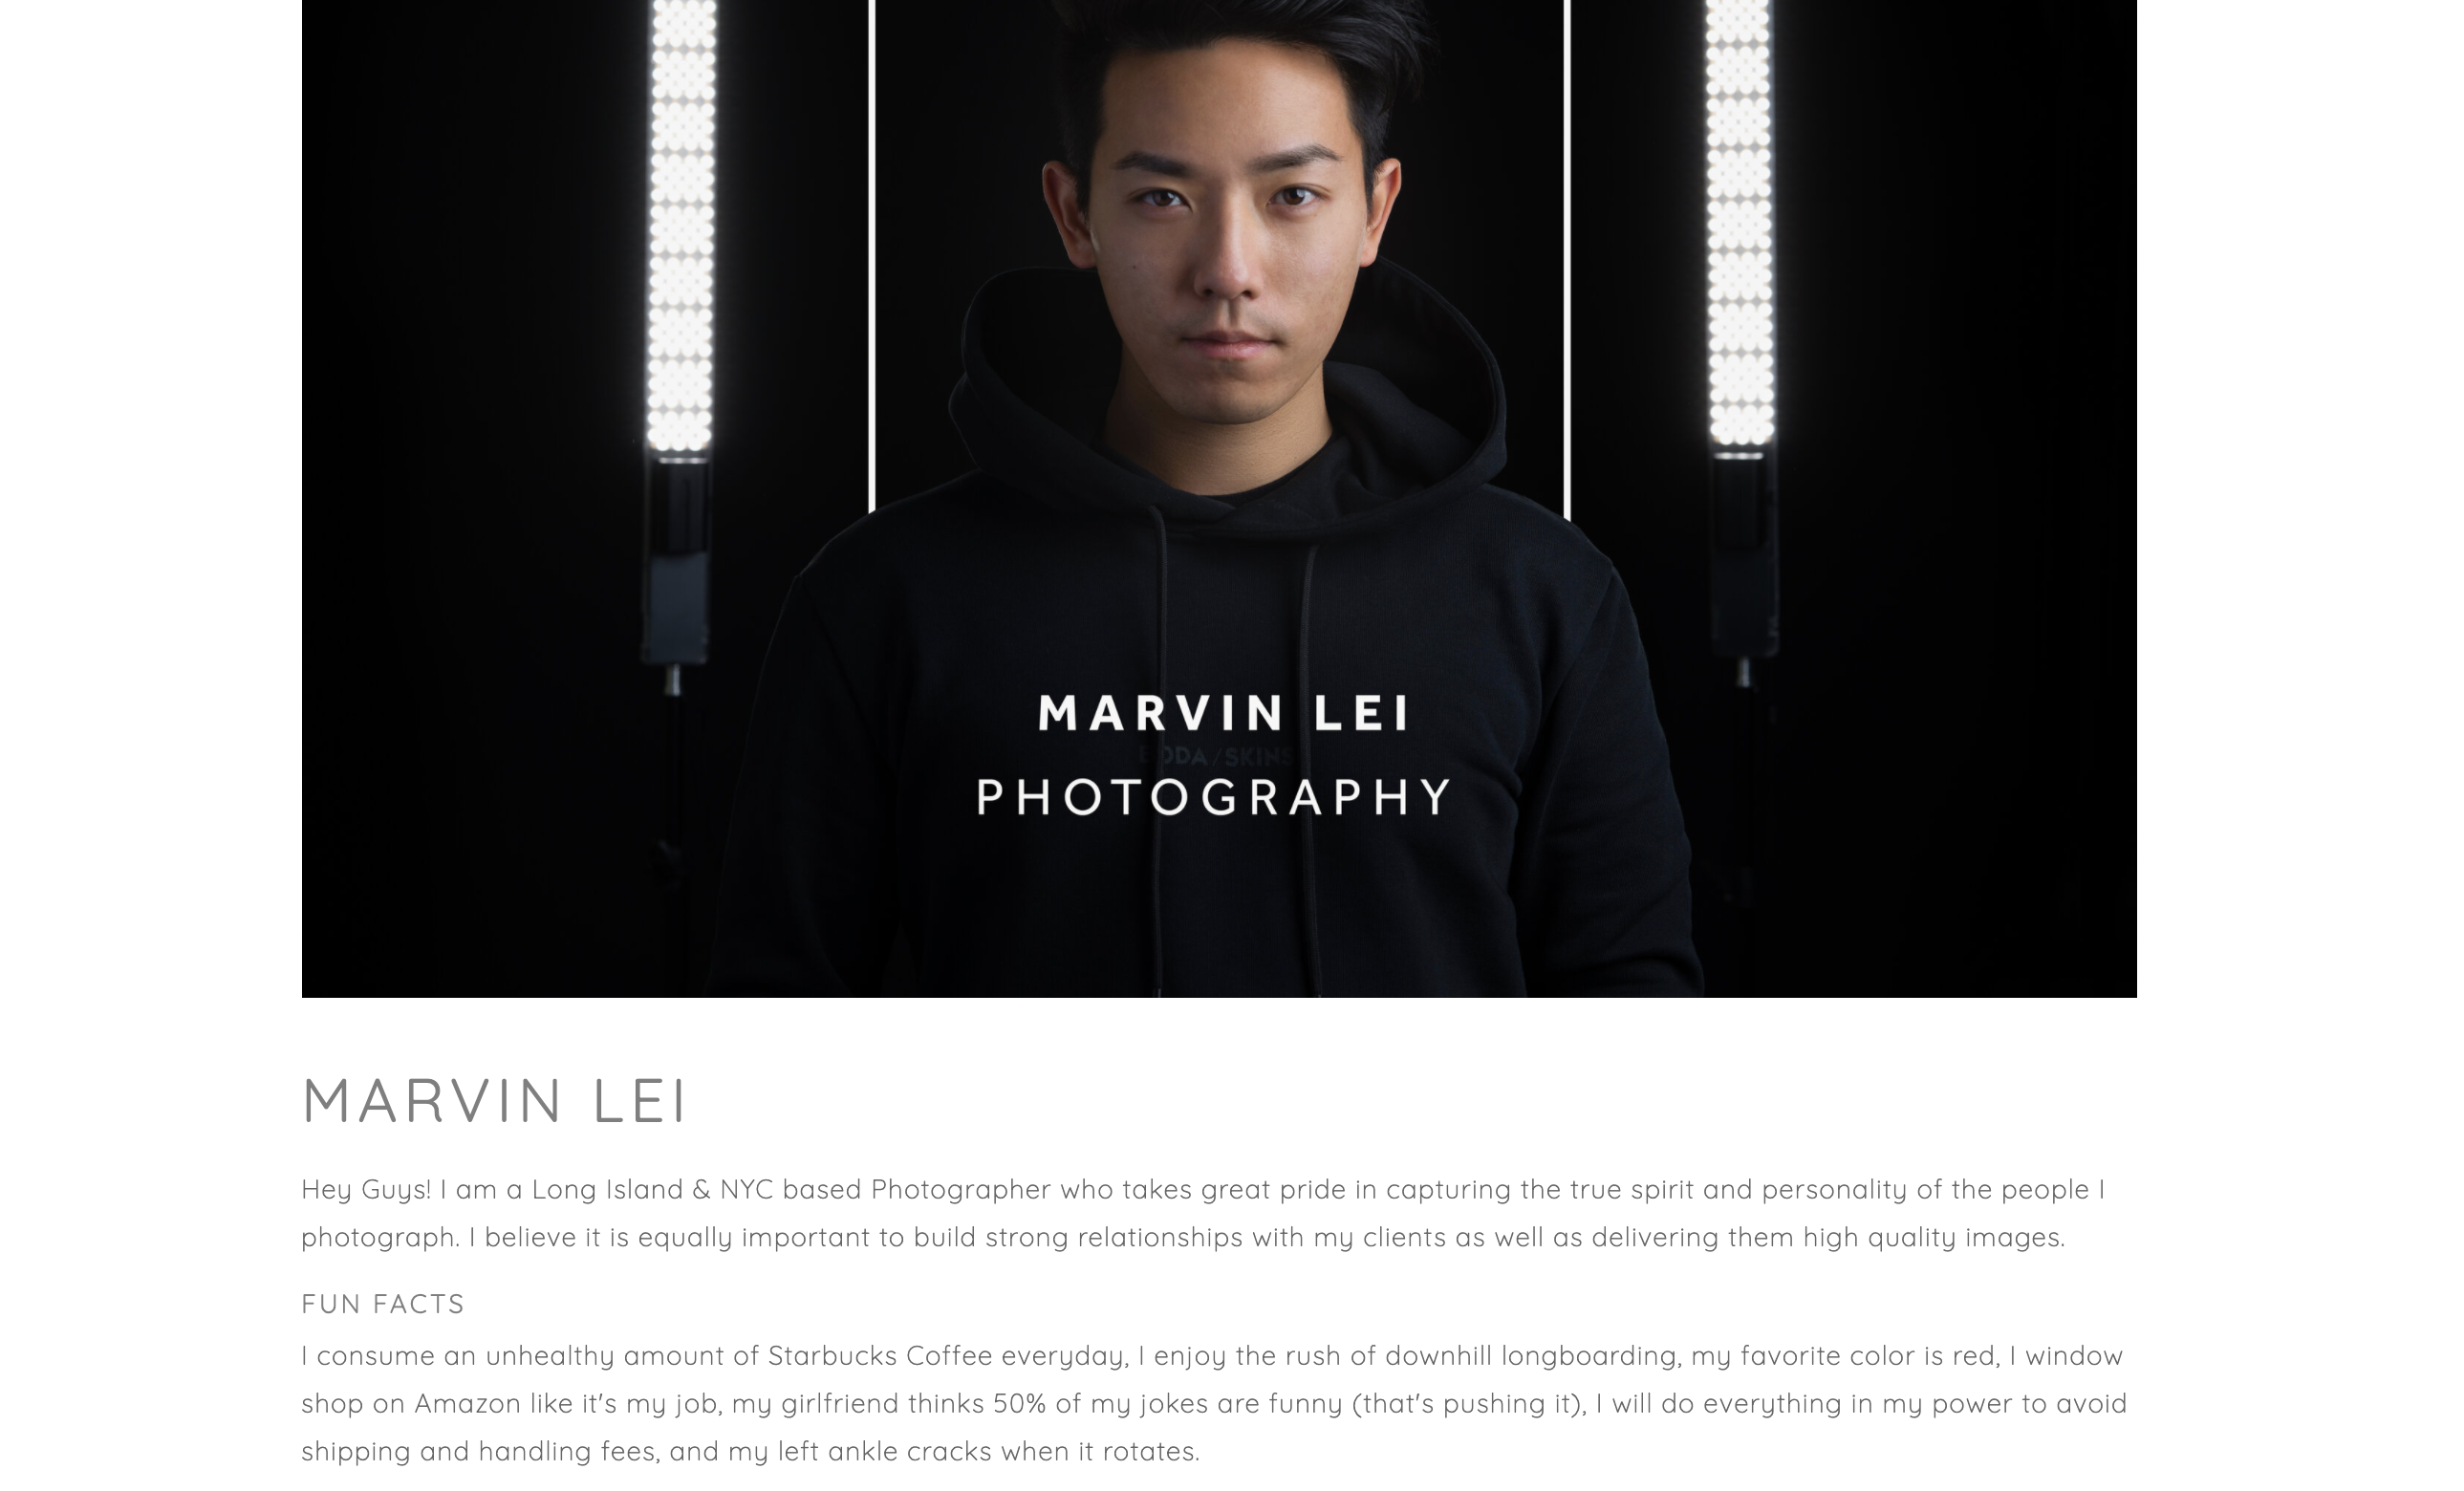 MARVIN LEI
BODA/SKINS
PHOTOGRAPHY
MARVIN LEI
Hey Guys! I am a Long Island & NYC based Photographer who takes great pride in capturing the true spirit and personality of the people I
photograph. I believe it is equally important to build strong relationships with my clients as well as delivering them high quality images.
FUN FACTS
I consume an unhealthy amount of Starbucks Coffee everyday, I enjoy the rush of downhill longboarding, my favorite color is red, I window
shop on Amazon like it's my job, my girlfriend thinks 50% of my jokes are funny (that's pushing it), I will do everything in my power to avoid
shipping and handling fees, and my left ankle cracks when it rotates.